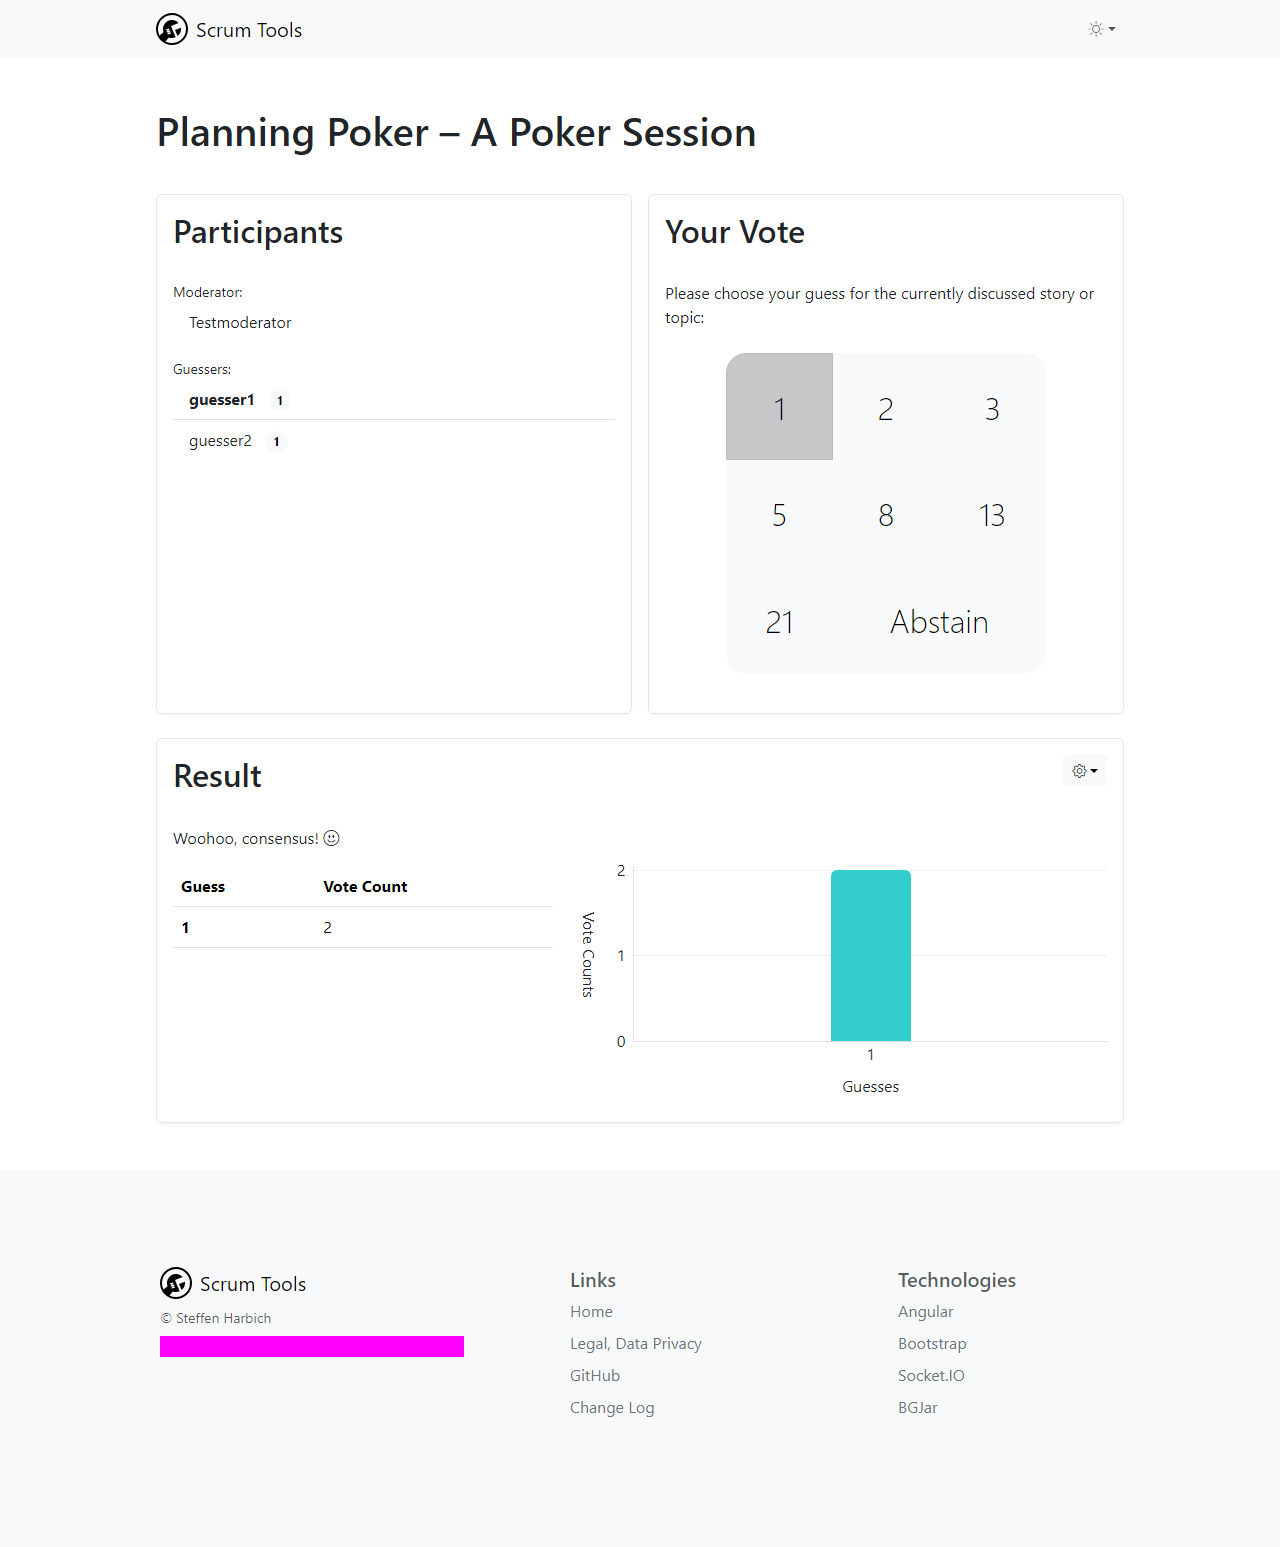 Scrum Tools
Planning Poker – A Poker Session
Participants
Moderator:
Testmoderator
Guessers:
guesser1 1
guesser2 1
Your Vote
Please choose your guess for the currently discussed story or
topic:
1 2 3
5 8 13
21 Abstain
Result
Woohoo, consensus!
Guess Vote Count
1 2
Vote Counts
2
1
0
1
Guesses
Scrum Tools
© Steffen Harbich
Links
Home
Legal, Data Privacy
GitHub
Change Log
Technologies
Angular
Bootstrap
Socket.IO
BGJar